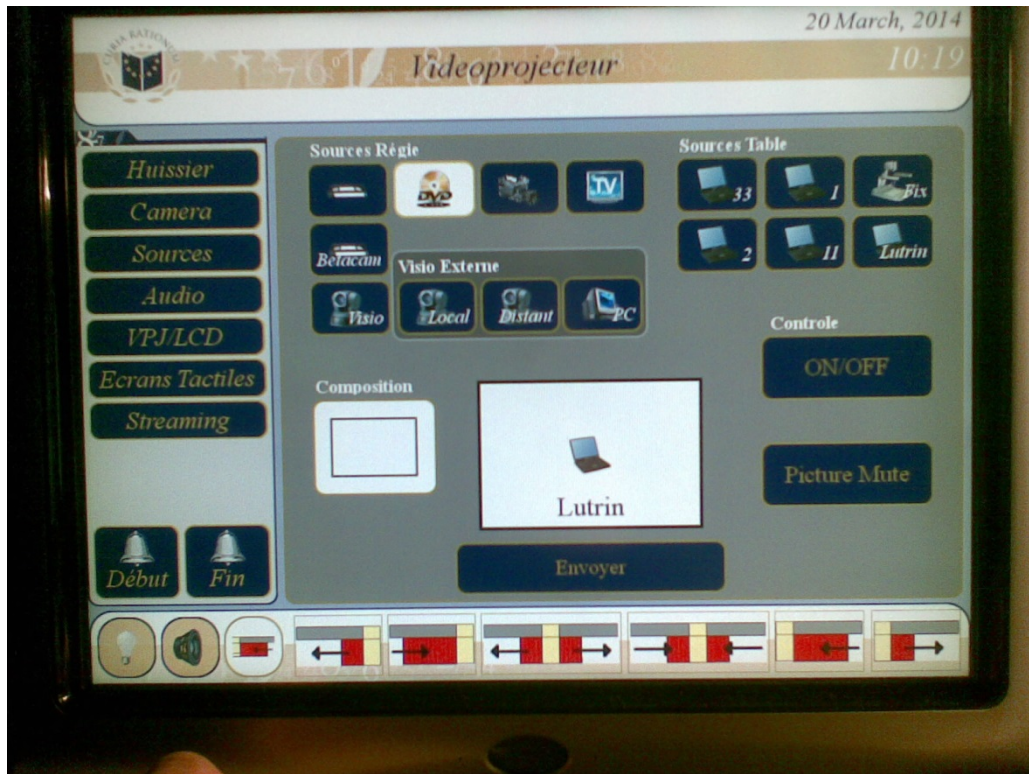 20 March, 2014
CURIA RATIONUM
Videoprojecteur
10:19
Huissier
Camera
Sources
Audio
VPJ/LCD
Ecrans Tactiles
Streaming
Début
Fin
Sources Régie
DVD
TV
Betacam
Visio Externe
Visio
Local
Distant
PC
Sources Table
33
1
Fix
2
11
Lutrin
Controle
ON/OFF
Picture Mute
Composition
Lutrin
Envoyer